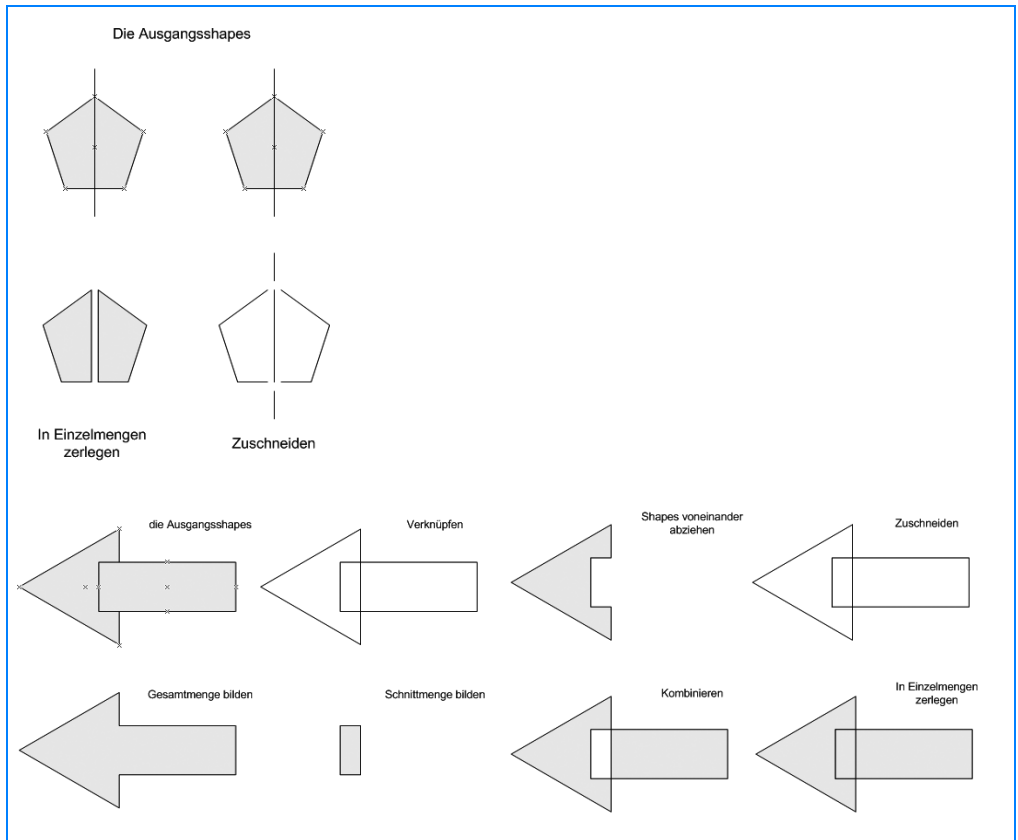 Die Ausgangsshapes
In Einzelmengen
zerlegen
Zuschneiden
die Ausgangsshapes
Verknüpfen
Shapes voneinander
abziehen
Zuschneiden
Gesamtmenge bilden
Schnittmenge bilden
Kombinieren
In Einzelmengen
zerlegen